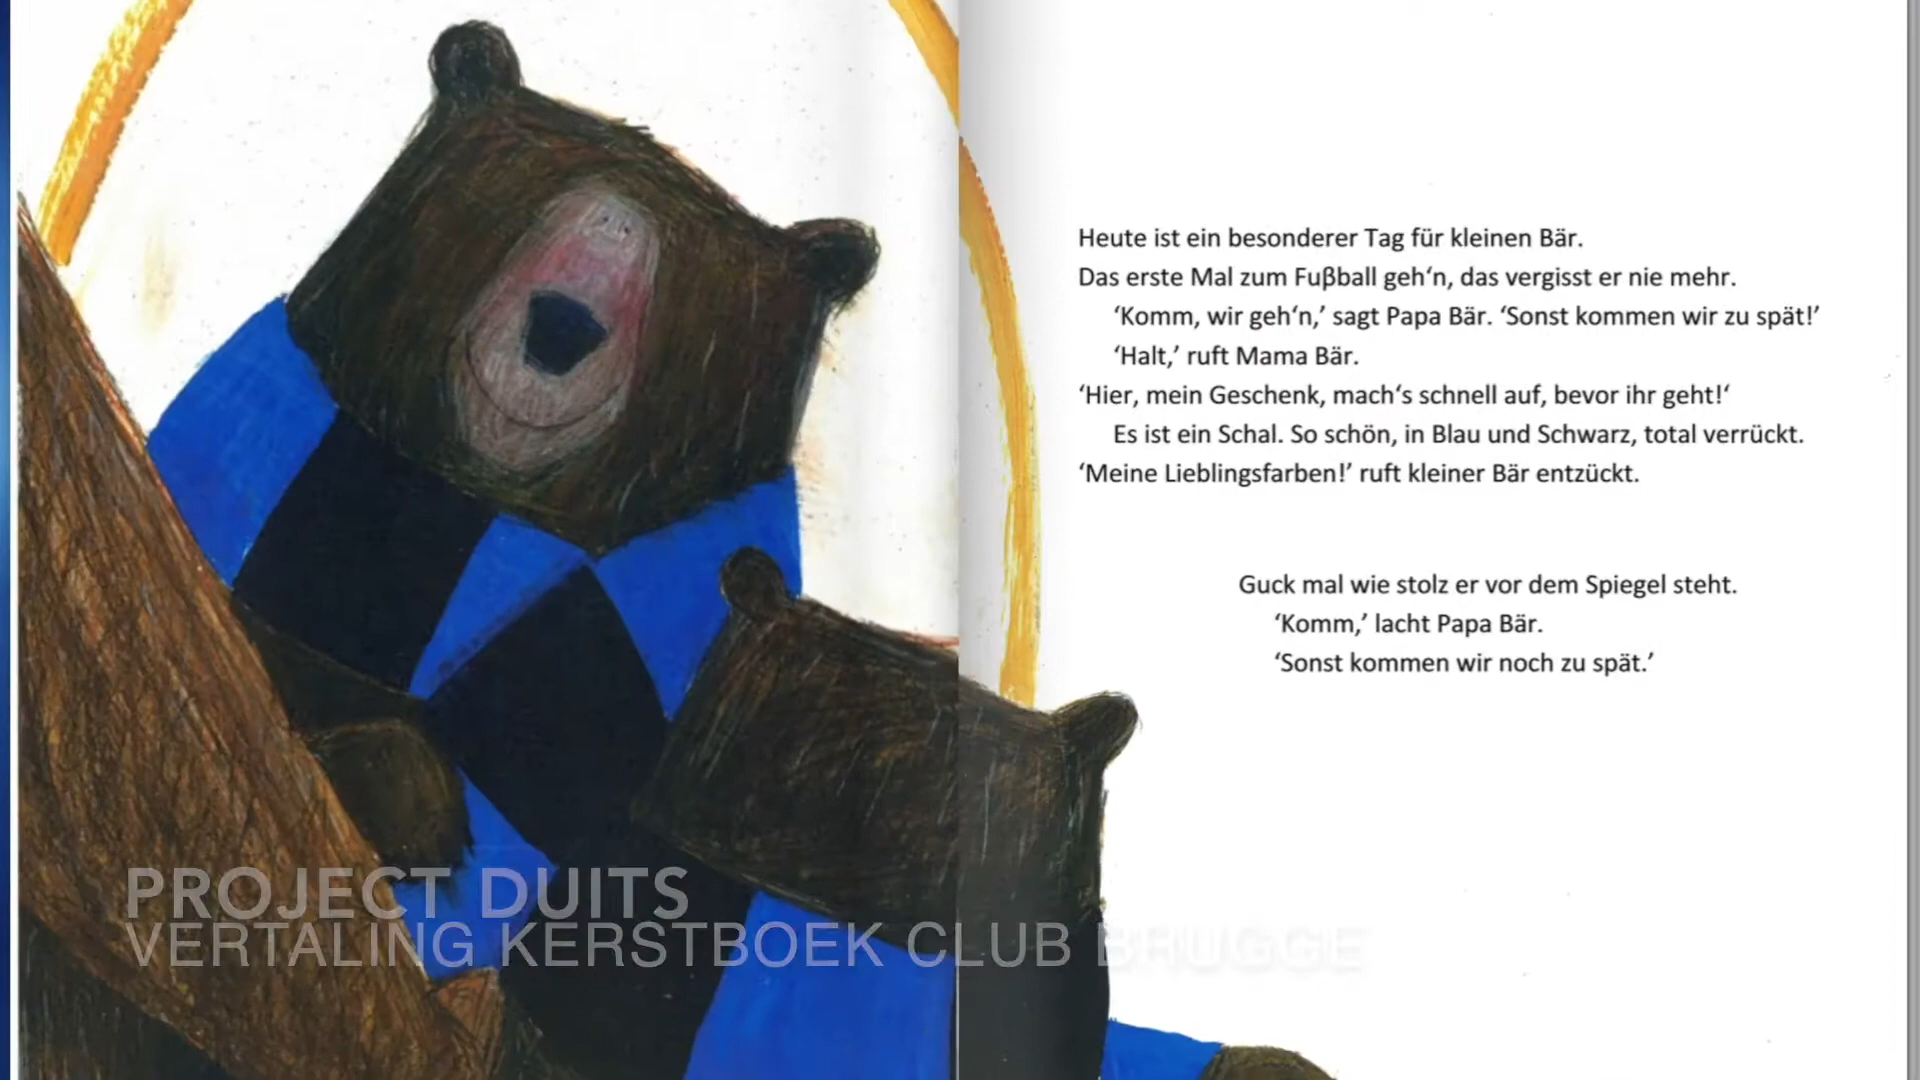 Heute ist ein besonderer Tag für kleinen Bär.
Das erste Mal zum Fuβball geh‘n, das vergisst er nie mehr.
‘Komm, wir geh‘n,’ sagt Papa Bär. ‘Sonst kommen wir zu spät!’
‘Halt,’ ruft Mama Bär.
‘Hier, mein Geschenk, mach‘s schnell auf, bevor ihr geht!‘
Es ist ein Schal. So schön, in Blau und Schwarz, total verrückt.
‘Meine Lieblingsfarben!’ ruft kleiner Bär entzückt.
Guck mal wie stolz er vor dem Spiegel steht.
‘Komm,’ lacht Papa Bär.
‘Sonst kommen wir noch zu spät.’
PROJECT DUITS
VERTALING KERSTBOEK CLUB BRUGGE